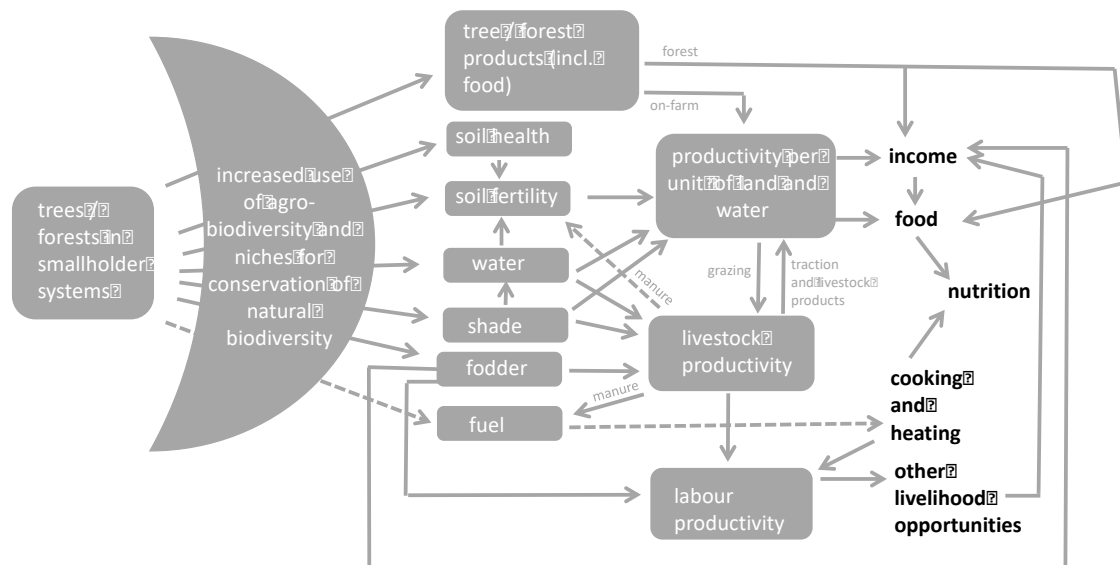 trees /
forests in
smallholder
systems
increased use
of agro-
biodiversity and
niches for
conservation of
natural
biodiversity
tree / forest
products (incl.
food)
soil health
soil fertility
water
shade
fodder
fuel
forest
on-farm
productivity per
unit of land and
water
grazing
traction
and livestock
products
manure
livestock
productivity
manure
labour
productivity
income
food
nutrition
cooking
and
heating
other
livelihood
opportunities